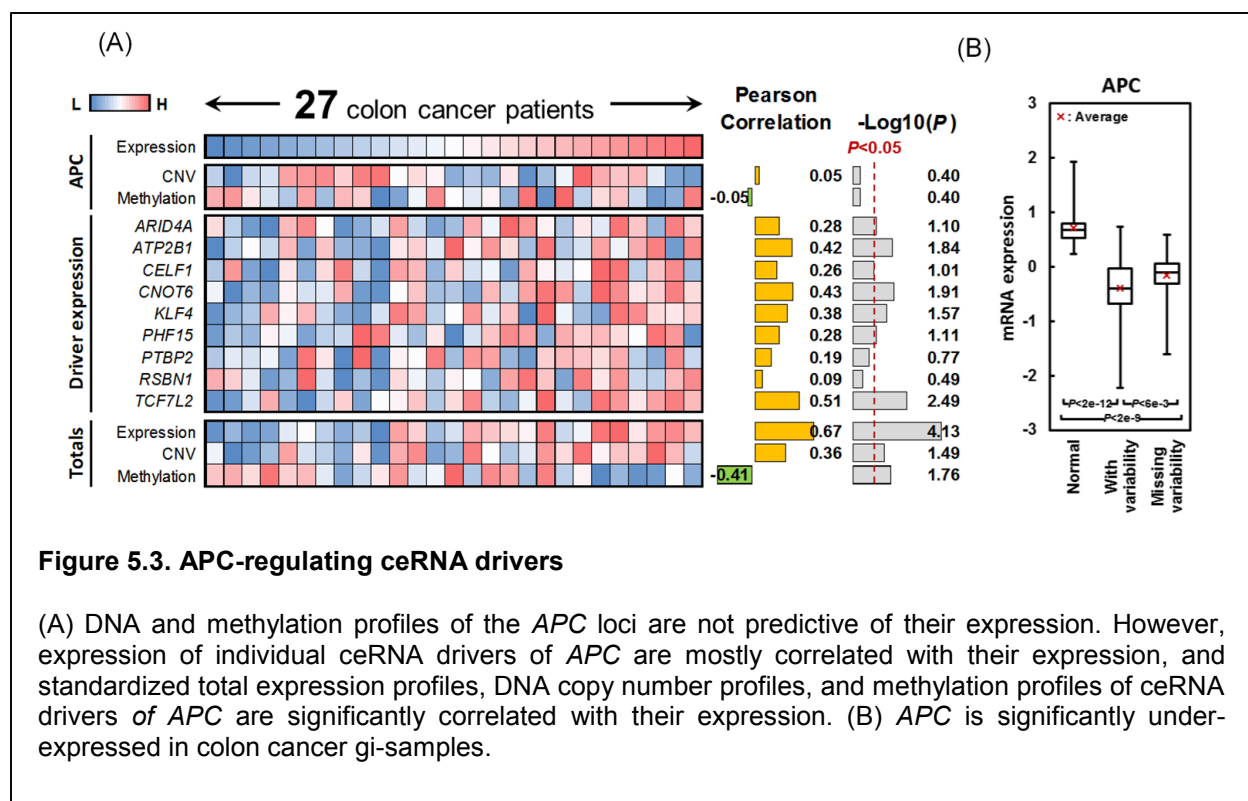 (A)
(B)
L H
27 colon cancer patients
Pearson
Correlation
-Log10(P)
P<0.05
APC
Expression
CNV 0.05 0.40
Methylation -0.05 0.40
Driver expression
ARID4A 0.28 1.10
ATP2B1 0.42 1.84
CELF1 0.26 1.01
CNOT6 0.43 1.91
KLF4 0.38 1.57
PHF15 0.28 1.11
PTBP2 0.19 0.77
RSBN1 0.09 0.49
TCF7L2 0.51 2.49
Totals
Expression 0.67 4.13
CNV 0.36 1.49
Methylation -0.41 1.76
APC
×: Average
mRNA expression
3
2
1
0
-1
-2
-3
P<2e-12 P<6e-3
P<2e-9
Normal
With
variability
Missing
variability
Figure 5.3. APC-regulating ceRNA drivers
(A) DNA and methylation profiles of the APC loci are not predictive of their expression. However,
expression of individual ceRNA drivers of APC are mostly correlated with their expression, and
standardized total expression profiles, DNA copy number profiles, and methylation profiles of ceRNA
drivers of APC are significantly correlated with their expression. (B) APC is significantly under-
expressed in colon cancer gi-samples.